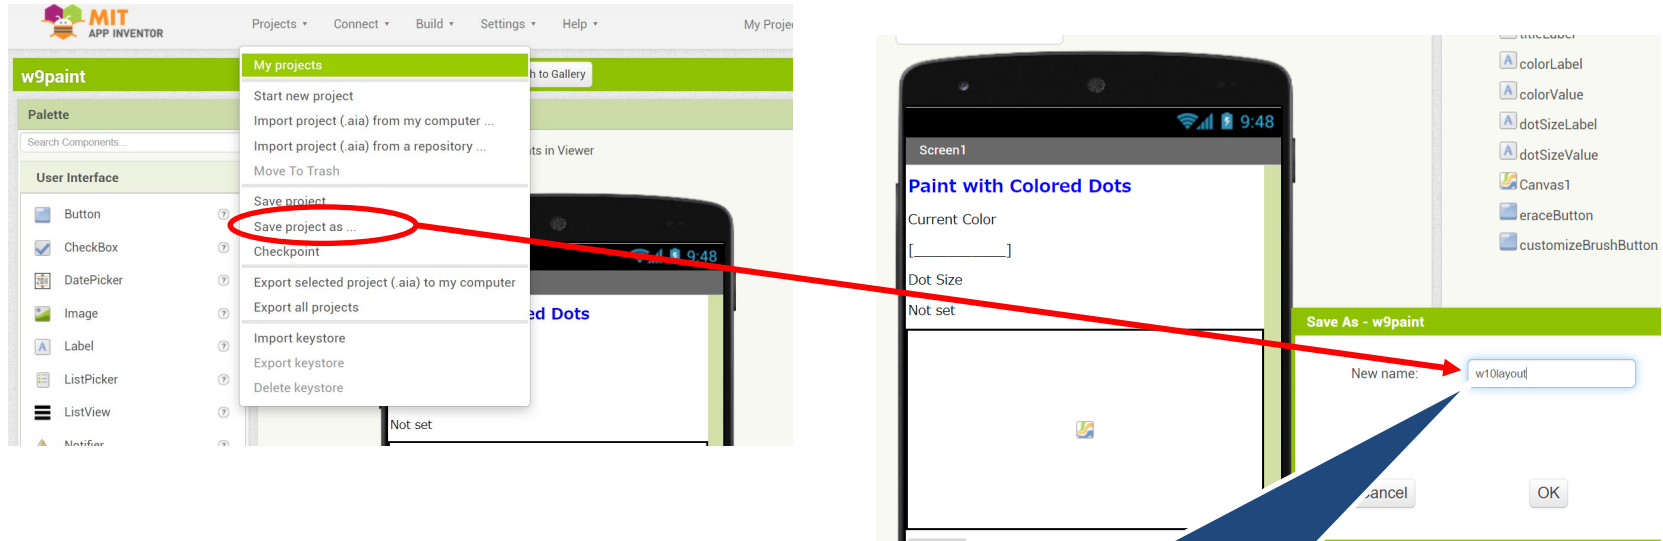 MIT
APP INVENTOR
Projects
Connect
Build
Settings
Help
My Projec
w9paint
My projects
h to Gallery
Start new project
Import project (.aia) from my computer ...
Import project (.aia) from a repository ...
Move To Trash
Save project
Save project as ...
Checkpoint
Export selected project (.aia) to my computer
Export all projects
Import keystore
Export keystore
Delete keystore
Palette
Search Components...
User Interface
Button
CheckBox
DatePicker
Image
Label
ListPicker
ListView
Notifier
nts in Viewer
9:48
ed Dots
Not set
9:48
Screen1
Paint with Colored Dots
Current Color
[___________]
Dot Size
Not set
titleLabel
colorLabel
colorValue
dotSizeLabel
dotSizeValue
Canvas1
eraceButton
customizeBrushButton
Save As - w9paint
New name:
w10layout
ancel
OK